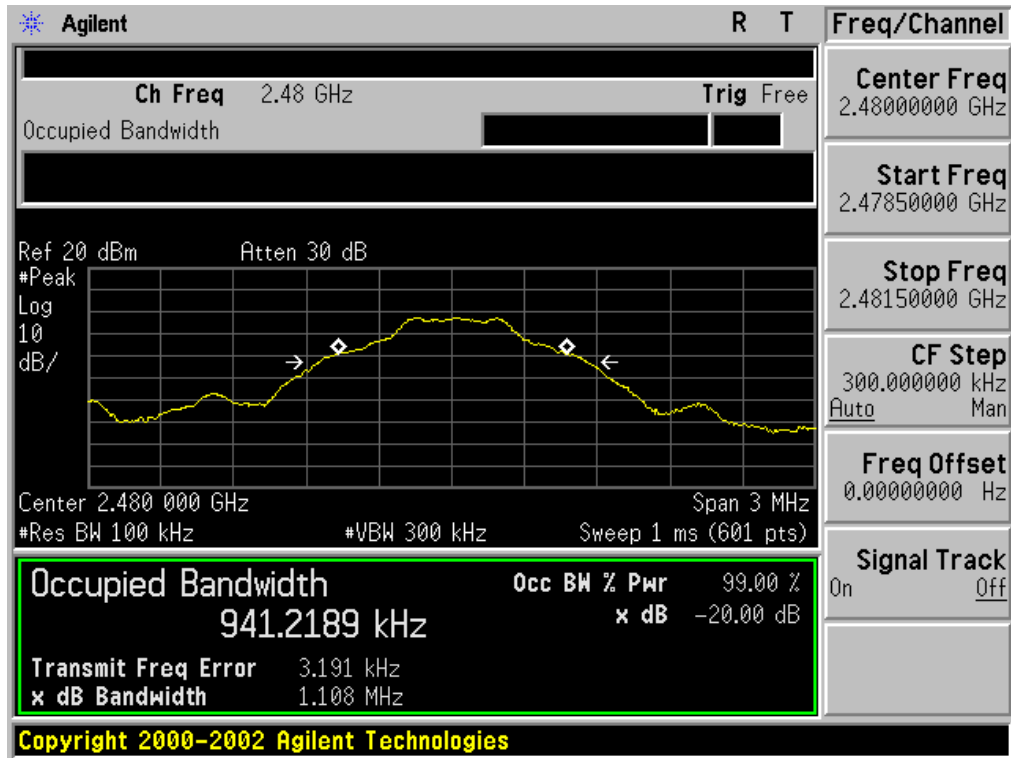 Agilent R T Freq/Channel
Ch Freq 2.48 GHz Trig Free
Occupied Bandwidth
Ref 20 dBm Atten 30 dB
#Peak
Log
10
dB/
Center 2.480 000 GHz Span 3 MHz
#Res BW 100 kHz #VBW 300 kHz Sweep 1 ms (601 pts)
Occupied Bandwidth Occ BW % Pwr 99.00 %
941.2189 kHz x dB -20.00 dB
Transmit Freq Error 3.191 kHz
x dB Bandwidth 1.108 MHz
Copyright 2000-2002 Agilent Technologies
Center Freq
2.48000000 GHz
Start Freq
2.47850000 GHz
Stop Freq
2.48150000 GHz
CF Step
300.000000 kHz
Auto Man
Freq Offset
0.00000000 Hz
Signal Track
On Off